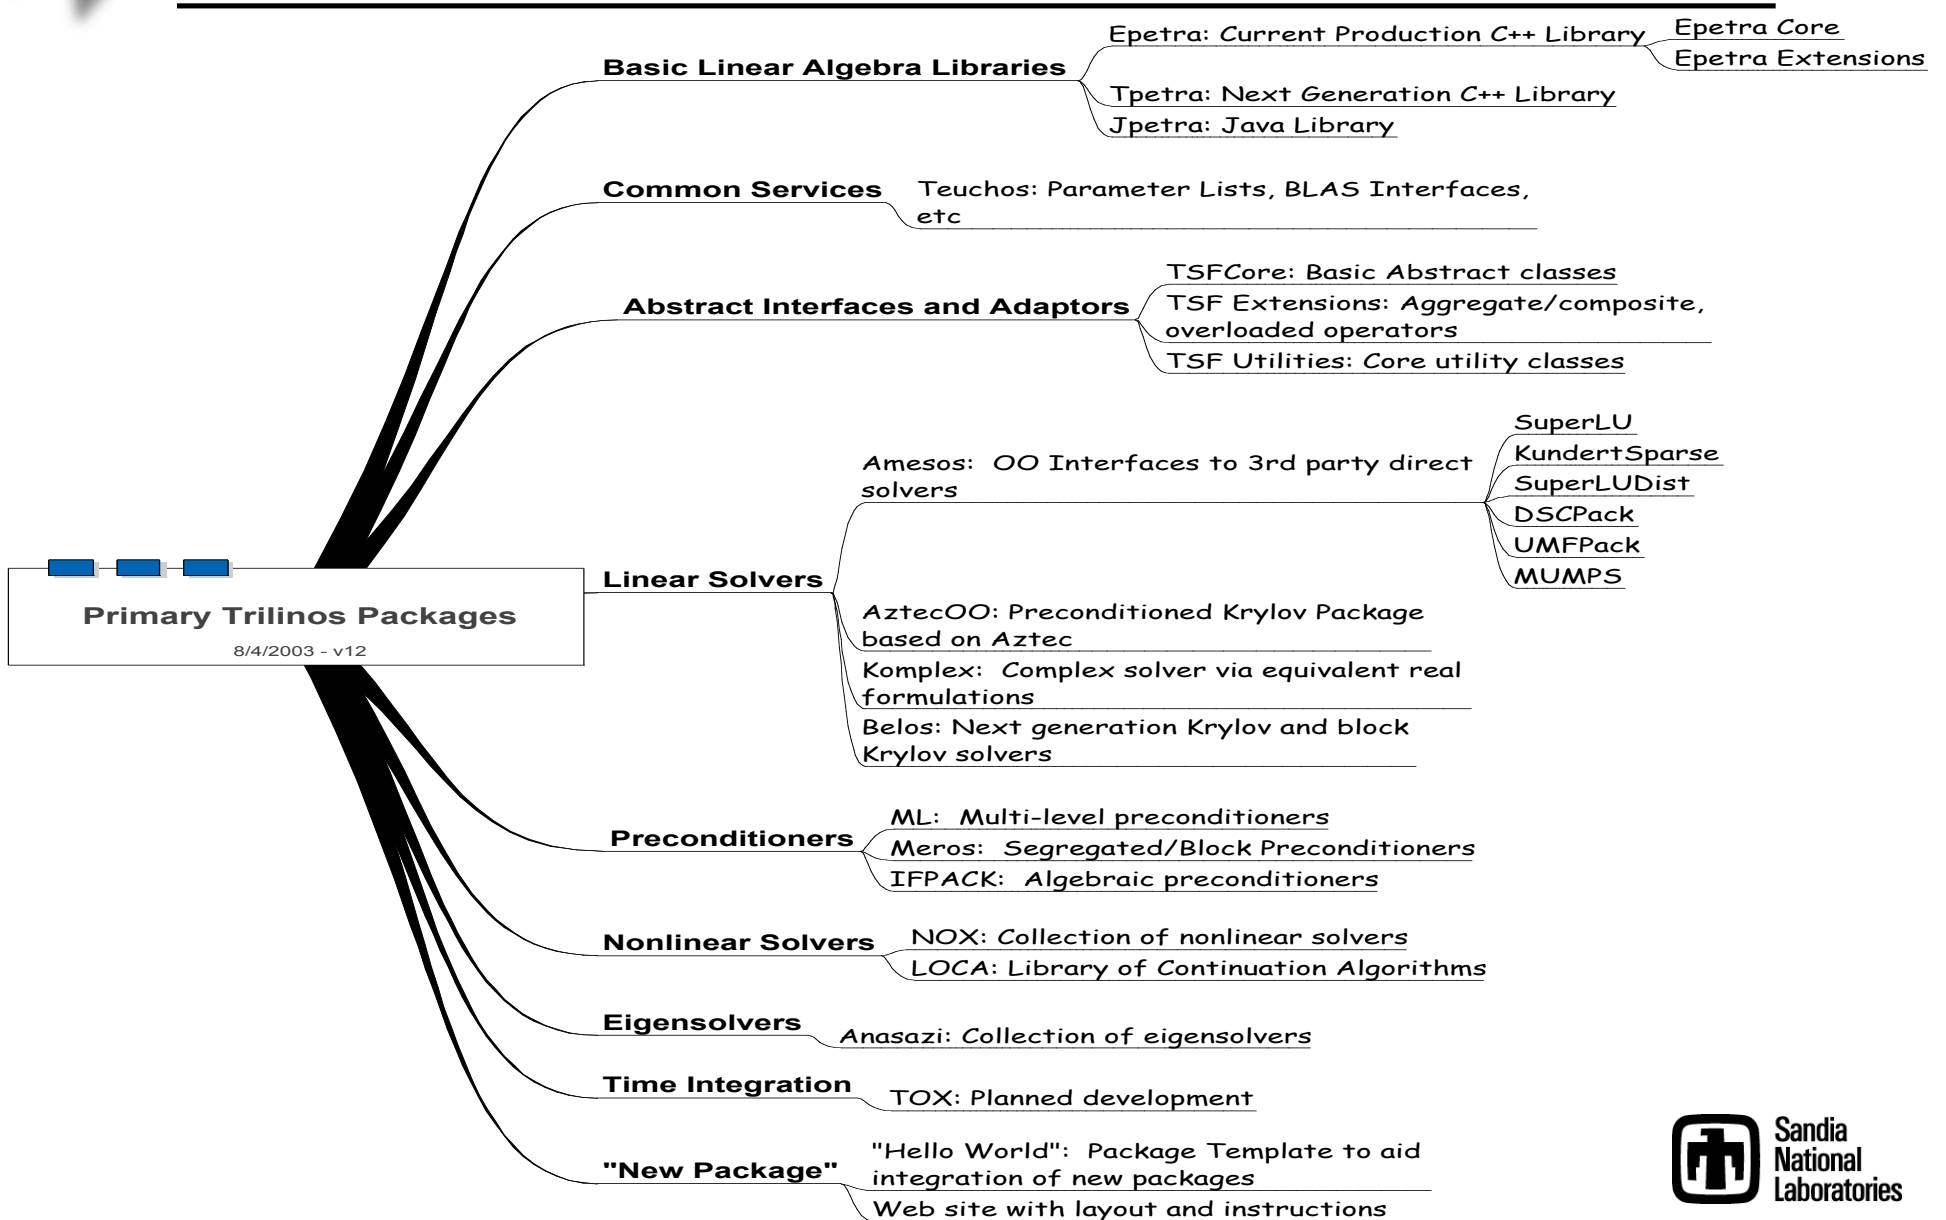 Primary Trilinos Packages
8/4/2003 - v12
Basic Linear Algebra Libraries
Epetra: Current Production C++ Library
Epetra Core
Epetra Extensions
Tpetra: Next Generation C++ Library
Jpetra: Java Library
Common Services
Teuchos: Parameter Lists, BLAS Interfaces,
etc
Abstract Interfaces and Adaptors
TSFCore: Basic Abstract classes
TSF Extensions: Aggregate/composite,
overloaded operators
TSF Utilities: Core utility classes
Linear Solvers
Amesos: OO Interfaces to 3rd party direct
solvers
SuperLU
KundertSparse
SuperLUDist
DSCPack
UMFPack
MUMPS
AztecOO: Preconditioned Krylov Package
based on Aztec
Komplex: Complex solver via equivalent real
formulations
Belos: Next generation Krylov and block
Krylov solvers
Preconditioners
ML: Multi-level preconditioners
Meros: Segregated/Block Preconditioners
IFPACK: Algebraic preconditioners
Nonlinear Solvers
NOX: Collection of nonlinear solvers
LOCA: Library of Continuation Algorithms
Eigensolvers
Anasazi: Collection of eigensolvers
Time Integration
TOX: Planned development
"New Package"
"Hello World": Package Template to aid
integration of new packages
Web site with layout and instructions
Sandia
National
Laboratories